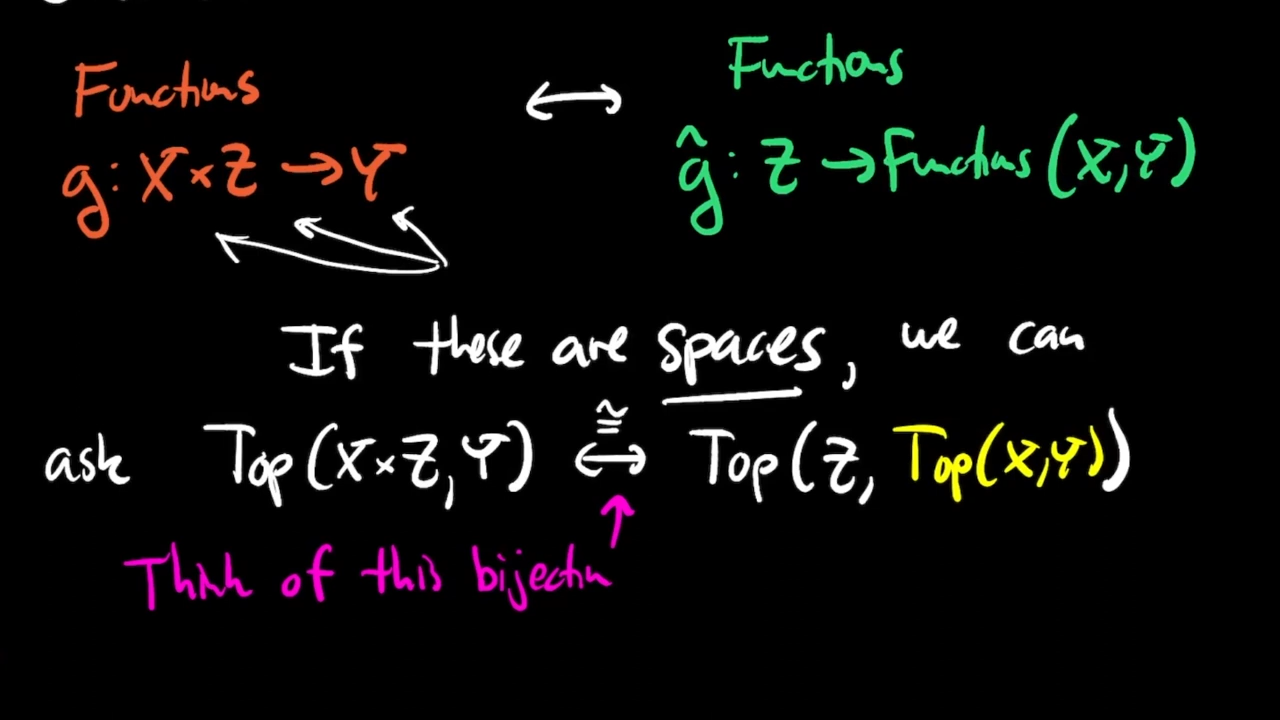 Functions ↔ Functions
g: X×Z → Y ĝ: Z → Functions (X,Y)
If these are spaces, we can
ask Top(X×Z, Y) ≅ ↔ Top(Z, Top(X,Y))
Think of this bijection